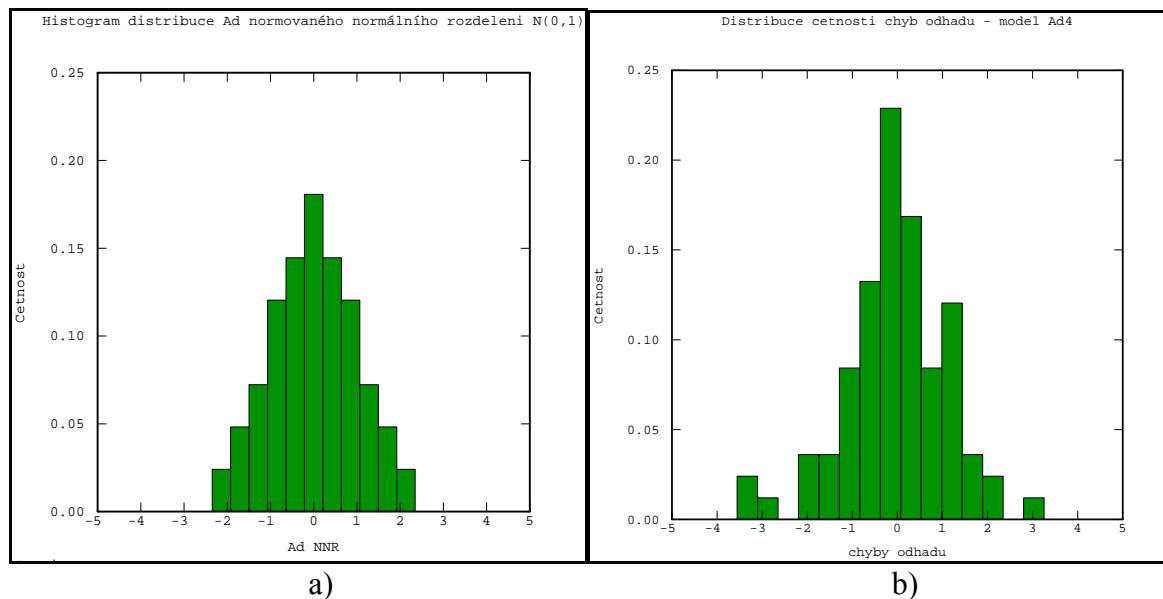 Histogram distribuce Ad normovaného normálního rozdeleni N(0,1)
0.25
0.20
0.15
0.10
0.05
0.00
Cetnost
-5 -4 -3 -2 -1 0 1 2 3 4 5
Ad NNR
a)
Distribuce cetnosti chyb odhadu - model Ad4
0.25
0.20
0.15
0.10
0.05
0.00
Cetnost
-5 -4 -3 -2 -1 0 1 2 3 4 5
chyby odhadu
b)